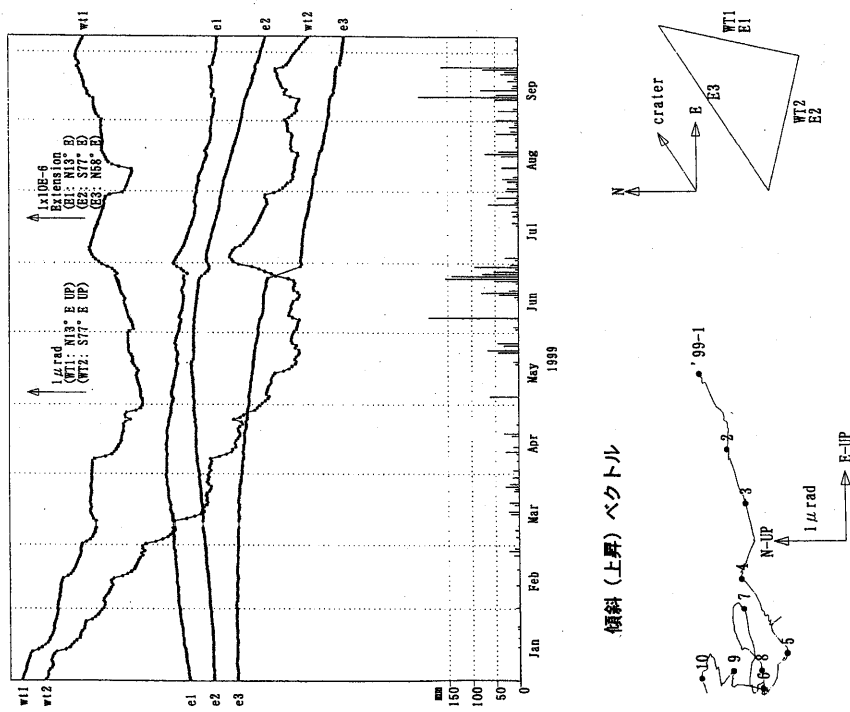 wt1
wt2
e1
e2
e3
wt1
e1
e2
wt2
e3
1μrad
(WT1: N13° E UP)
(WT2: S77° E UP)
1x10E-6
Extension
(E1: N13° E)
(E2: S77° E)
(E3: N58° E)
mm
150
100
50
0
Jan
Feb
Mar
Apr
May
Jun
Jul
Aug
Sep
1999
傾斜(上昇)ベクトル
'99-1
2
3
4
5
6
7
8
9
10
N-UP
E-UP
1μrad
N
E
crater
WT1
E1
WT2
E2
E3